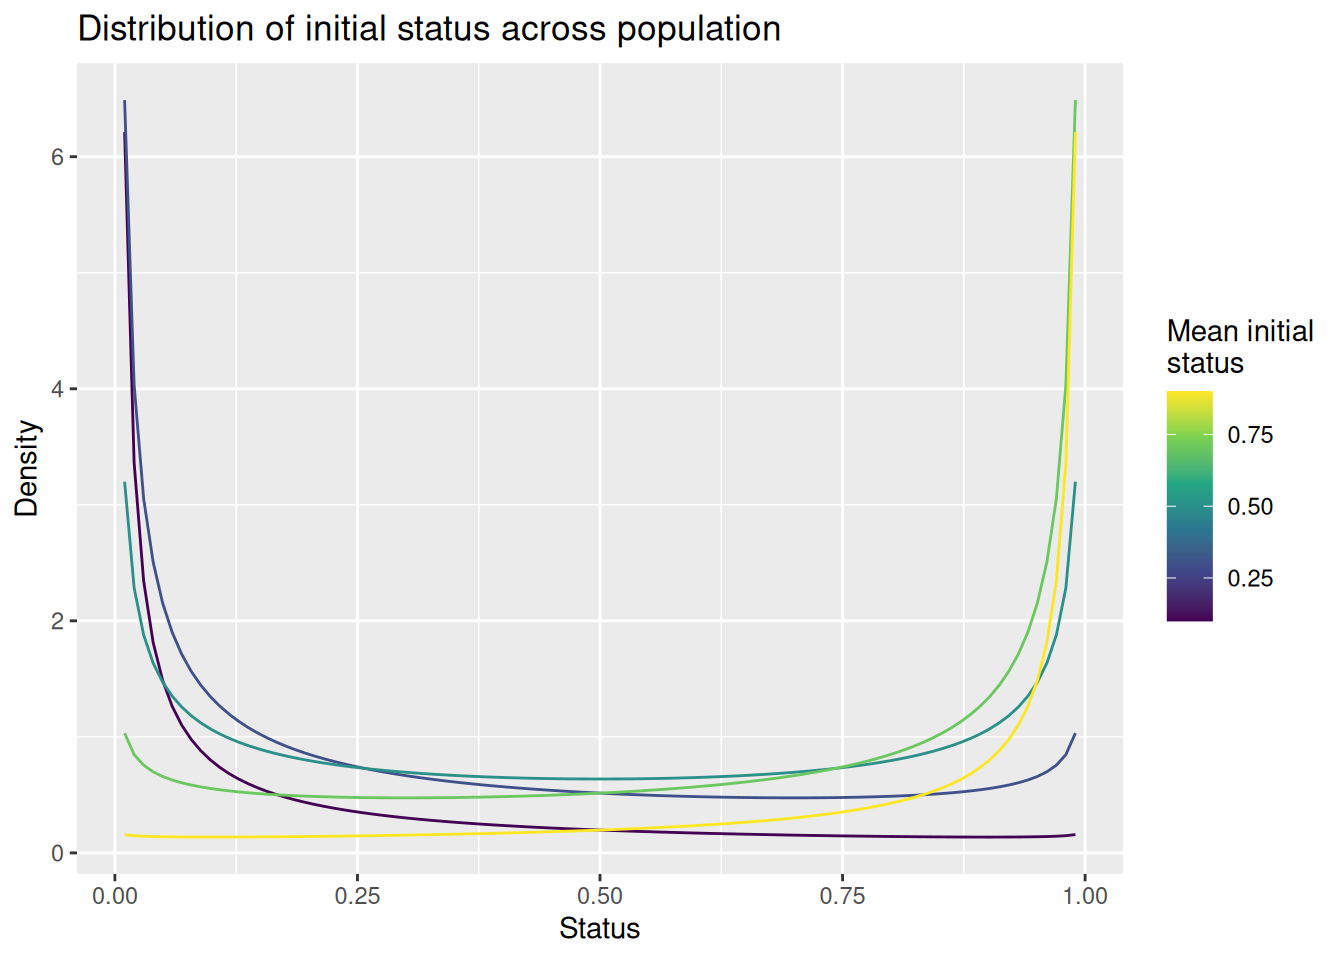 Distribution of initial status across population
Density
6
4
2
0
0.00 0.25 0.50 0.75 1.00
Status
Mean initial
status
0.75
0.50
0.25